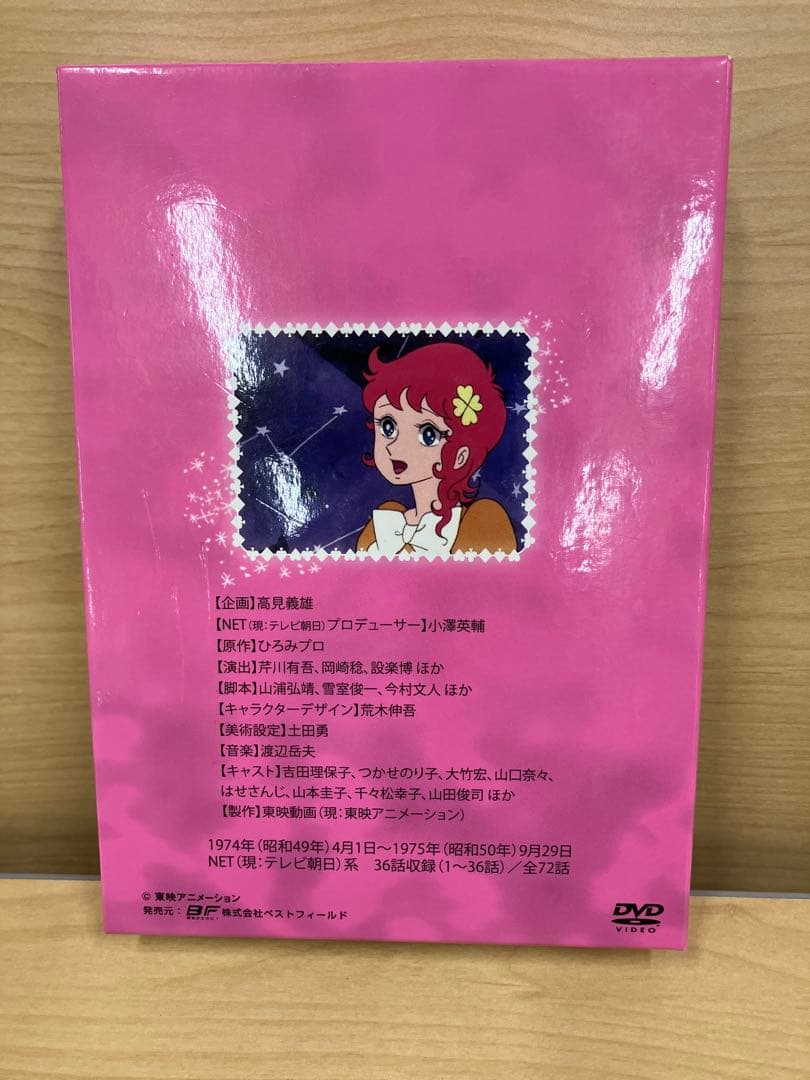 【企画】高見義雄
【NET(現:テレビ朝日)プロデューサー】小澤英輔
【原作】ひろみプロ
【演出】芹川有吾、岡崎稔、設楽博 ほか
【脚本】山浦弘靖、雪室俊一、今村文人 ほか
【キャラクターデザイン】荒木伸吾
【美術設定】土田勇
【音楽】渡辺岳夫
【キャスト】吉田理保子、つかせのり子、大竹宏、山口奈々、
はせさんじ、山本圭子、千々松幸子、山田俊司 ほか
【製作】東映動画(現:東映アニメーション)
1974年(昭和49年)4月1日〜1975年(昭和50年)9月29日
NET(現:テレビ朝日)系 36話収録(1〜36話)/全72話
© 東映アニメーション
発売元: BF 株式会社ベストフィールド
DVD
VIDEO